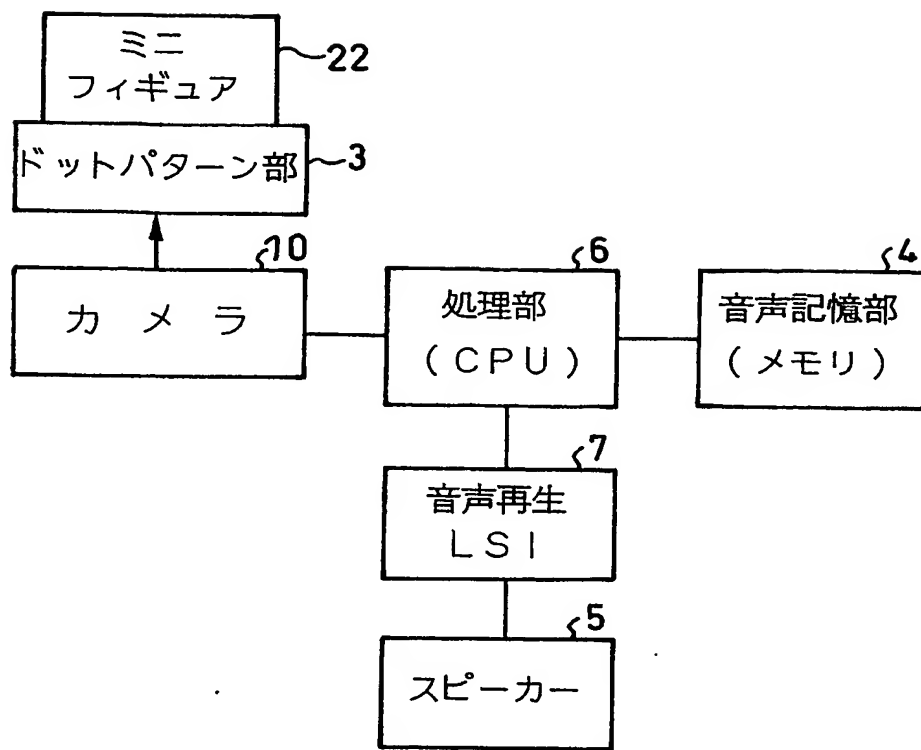 ミニ
フィギュア
22
ドットパターン部
3
10
カメラ
6
処理部
(CPU)
4
音声記憶部
(メモリ)
7
音声再生
LSI
5
スピーカー